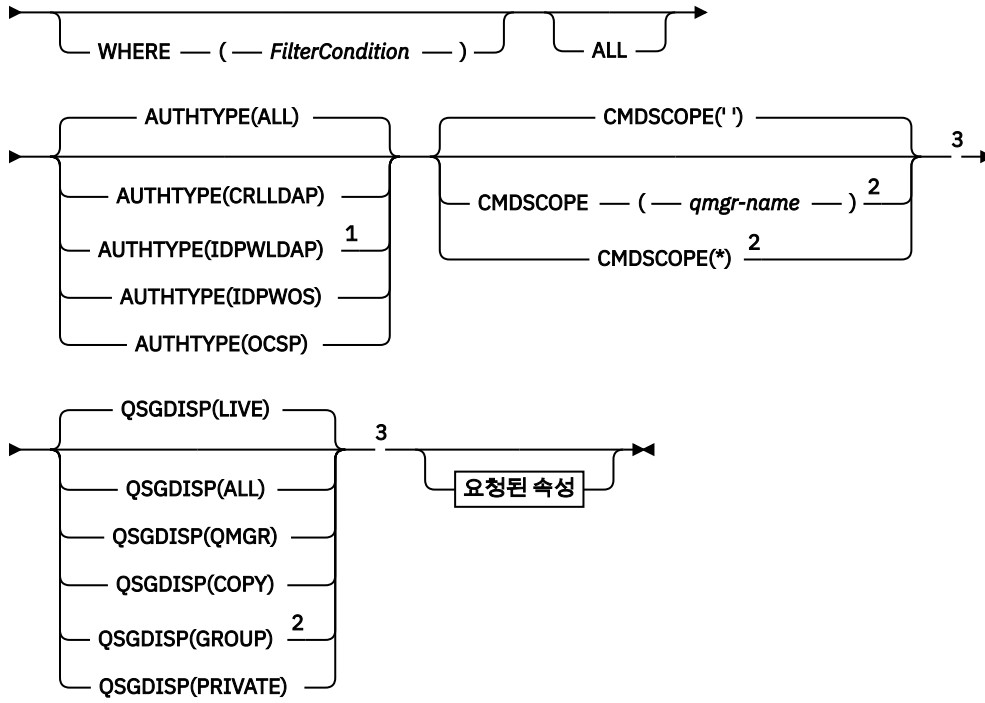 WHERE ( FilterCondition ) ALL
AUTHTYPE(ALL) CMDSCOPE(' ') 3
AUTHTYPE(CRLLDAP) CMDSCOPE ( qmgr-name ) 2
AUTHTYPE(IDPWLDAP) 1 CMDSCOPE(*) 2
AUTHTYPE(IDPWOS)
AUTHTYPE(OCSP)
QSGDISP(LIVE) 3
QSGDISP(ALL) 요청된 속성
QSGDISP(QMGR)
QSGDISP(COPY)
QSGDISP(GROUP) 2
QSGDISP(PRIVATE)